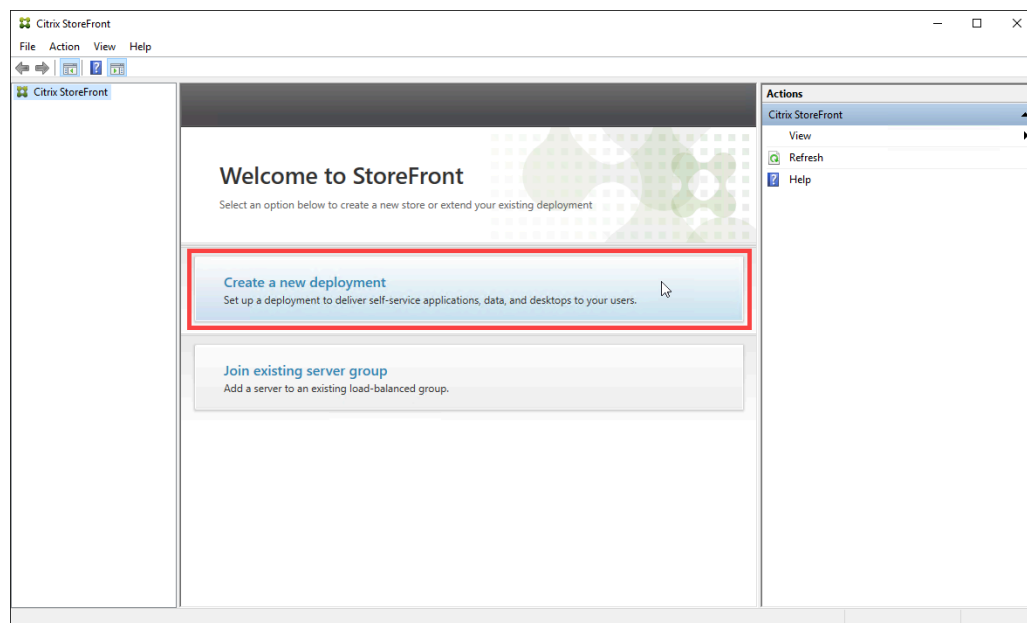 Citrix StoreFront
File Action View Help
Citrix StoreFront
Welcome to StoreFront
Select an option below to create a new store or extend your existing deployment
Create a new deployment
Set up a deployment to deliver self-service applications, data, and desktops to your users.
Join existing server group
Add a server to an existing load-balanced group.
Actions
Citrix StoreFront
View
Refresh
Help